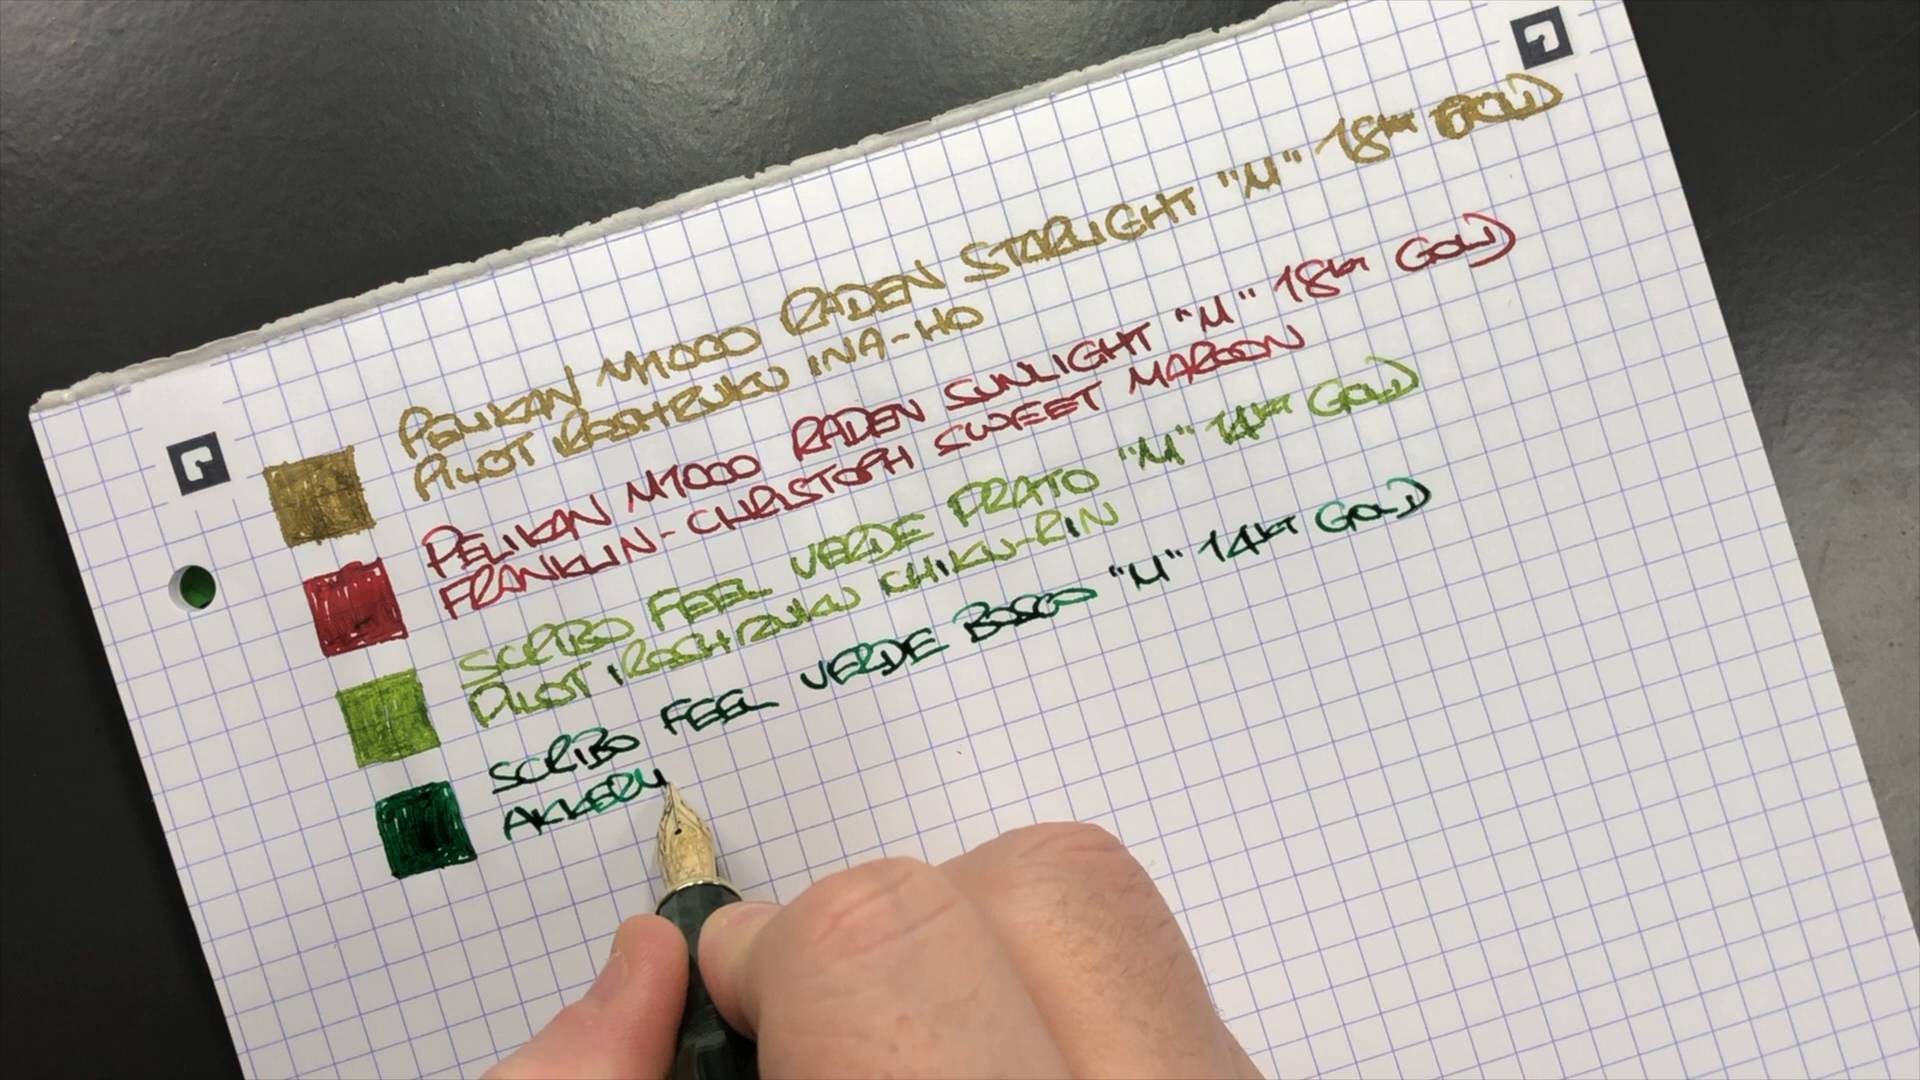 PELIKAN M1000 RADEN STARLIGHT "M" 18KT GOLD
PILOT IROSHIZUKU INA-HO
PELIKAN M1000 RADEN SUNLIGHT "M" 18KT GOLD
FRANKLIN-CHRISTOPH SWEET MAROON
SCRIBO FEEL VERDE PRATO "M" 14KT GOLD
PILOT IROSHIZUKU CHIKU-RIN
SCRIBO FEEL VERDE BOSCO "M" 14KT GOLD
AKKERU